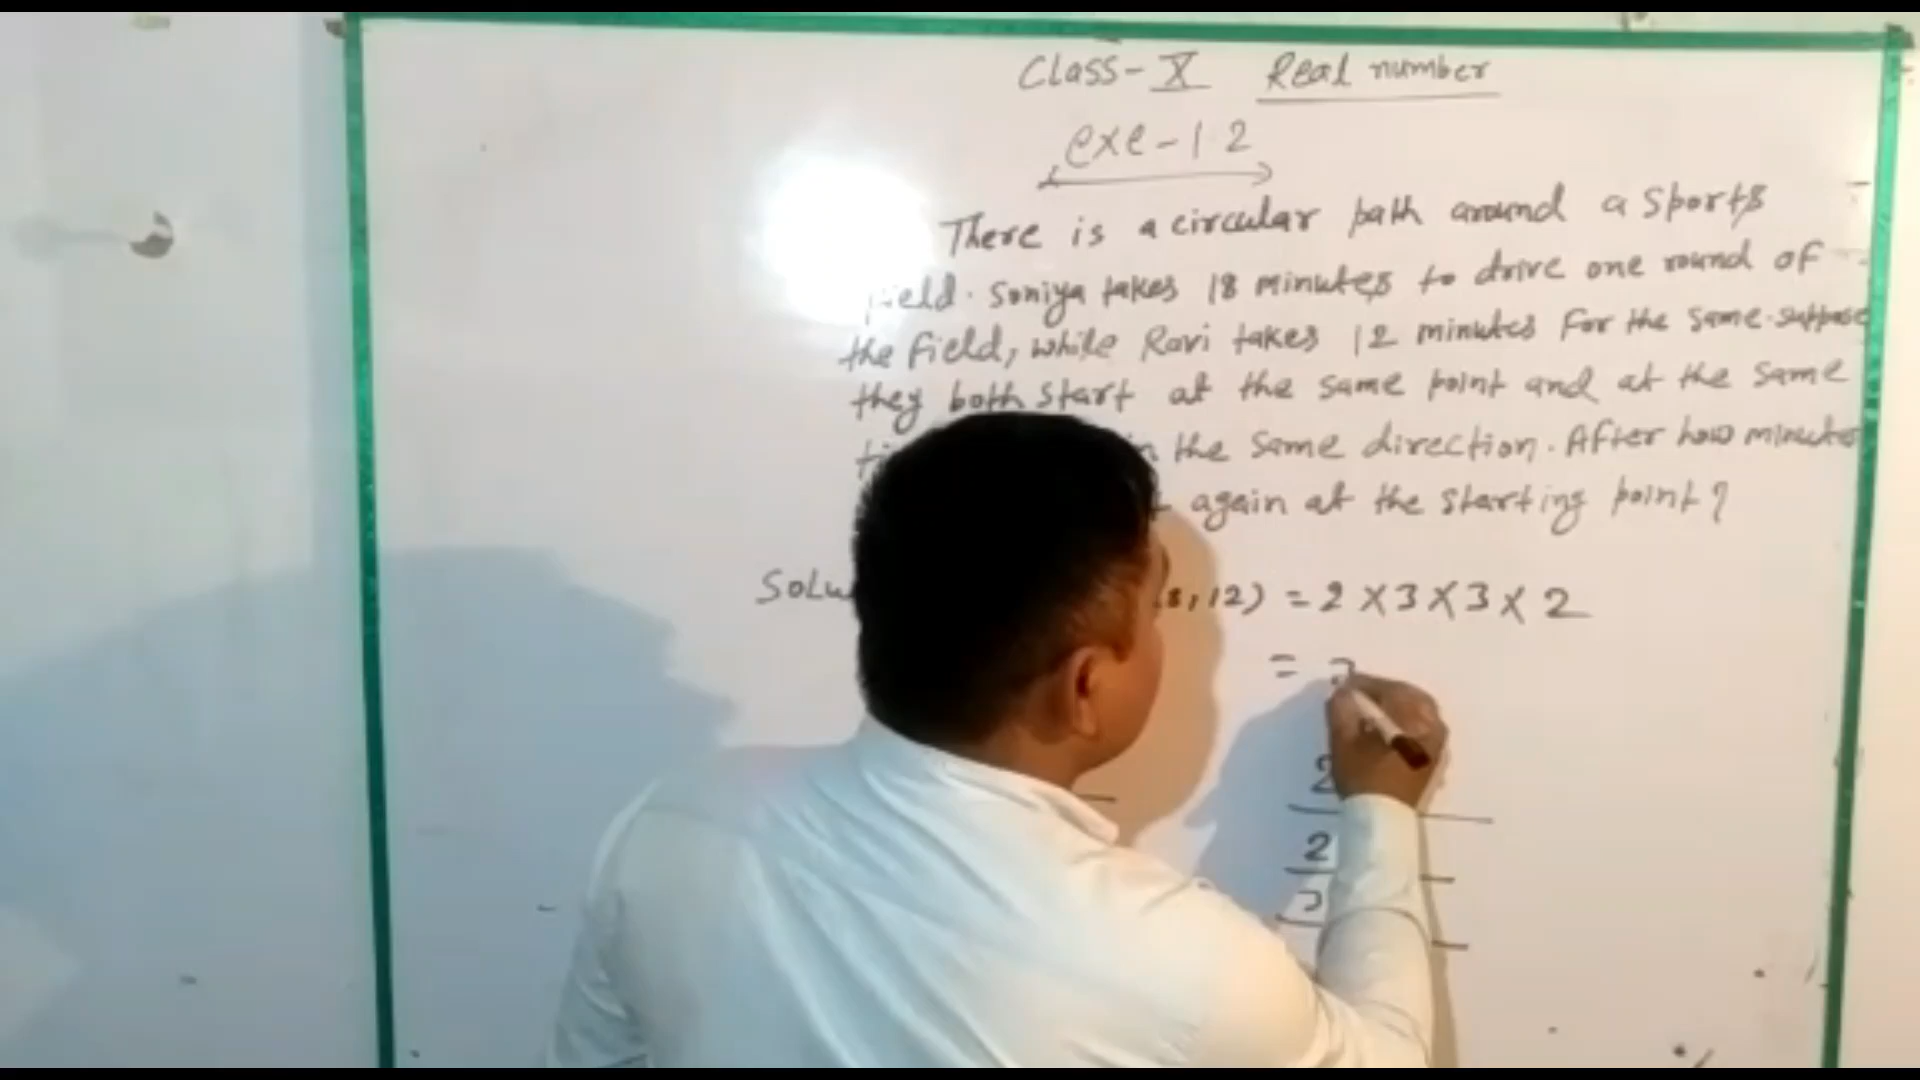 Class - X Real number
exe - 1.2
There is a circular path around a sports
field. Soniya takes 18 minutes to drive one round of
the field, while Ravi takes 12 minutes for the same. suppose
they both start at the same point and at the same
the same direction. After how minutes
again at the starting point?
12) = 2 X 3 X 3 X 2
=
2
2